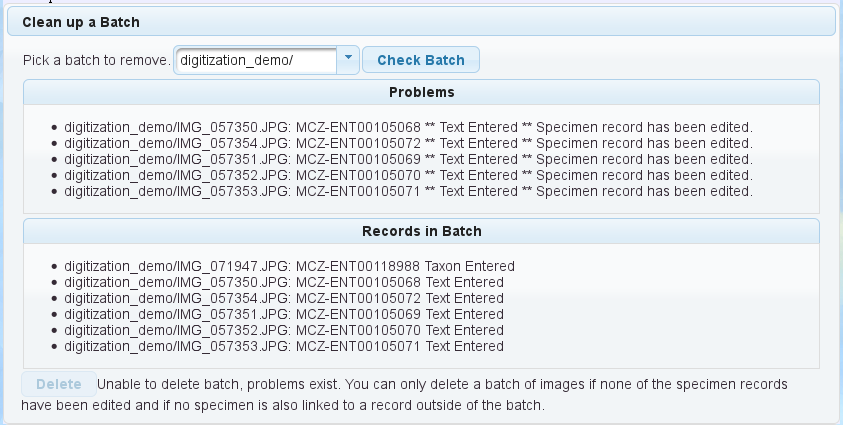 Clean up a Batch
Pick a batch to remove. digitization_demo/ Check Batch
Problems
digitization_demo/IMG_057350.JPG: MCZ-ENT00105068 ** Text Entered ** Specimen record has been edited.
digitization_demo/IMG_057354.JPG: MCZ-ENT00105072 ** Text Entered ** Specimen record has been edited.
digitization_demo/IMG_057351.JPG: MCZ-ENT00105069 ** Text Entered ** Specimen record has been edited.
digitization_demo/IMG_057352.JPG: MCZ-ENT00105070 ** Text Entered ** Specimen record has been edited.
digitization_demo/IMG_057353.JPG: MCZ-ENT00105071 ** Text Entered ** Specimen record has been edited.
Records in Batch
digitization_demo/IMG_071947.JPG: MCZ-ENT00118988 Taxon Entered
digitization_demo/IMG_057350.JPG: MCZ-ENT00105068 Text Entered
digitization_demo/IMG_057354.JPG: MCZ-ENT00105072 Text Entered
digitization_demo/IMG_057351.JPG: MCZ-ENT00105069 Text Entered
digitization_demo/IMG_057352.JPG: MCZ-ENT00105070 Text Entered
digitization_demo/IMG_057353.JPG: MCZ-ENT00105071 Text Entered
Delete Unable to delete batch, problems exist. You can only delete a batch of images if none of the specimen records
have been edited and if no specimen is also linked to a record outside of the batch.